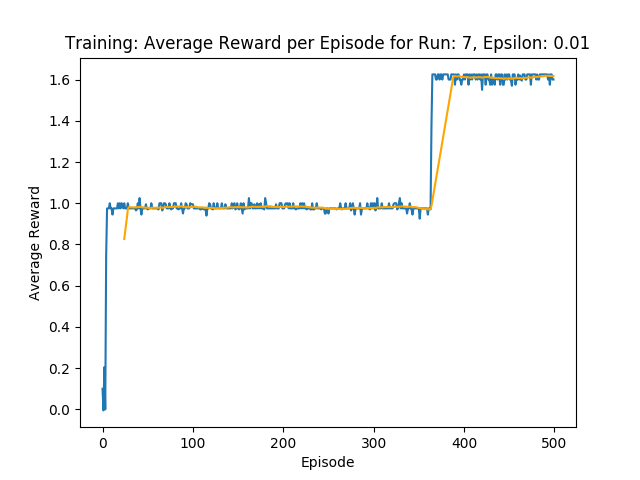 Training: Average Reward per Episode for Run: 7, Epsilon: 0.01
1.6
1.4
1.2
1.0
0.8
0.6
0.4
0.2
0.0
Average Reward
0 100 200 300 400 500
Episode